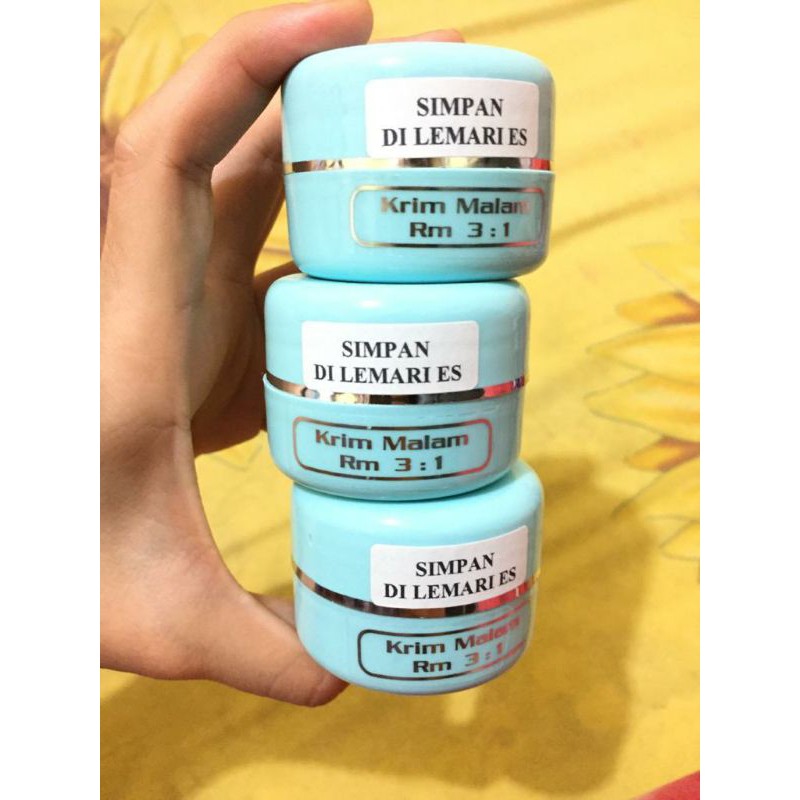 SIMPAN
DI LEMARI ES
Krim Malam
Rm 3:1
SIMPAN
DI LEMARI ES
Krim Malam
Rm 3:1
SIMPAN
DI LEMARI ES
Krim Malam
Rm 3:1